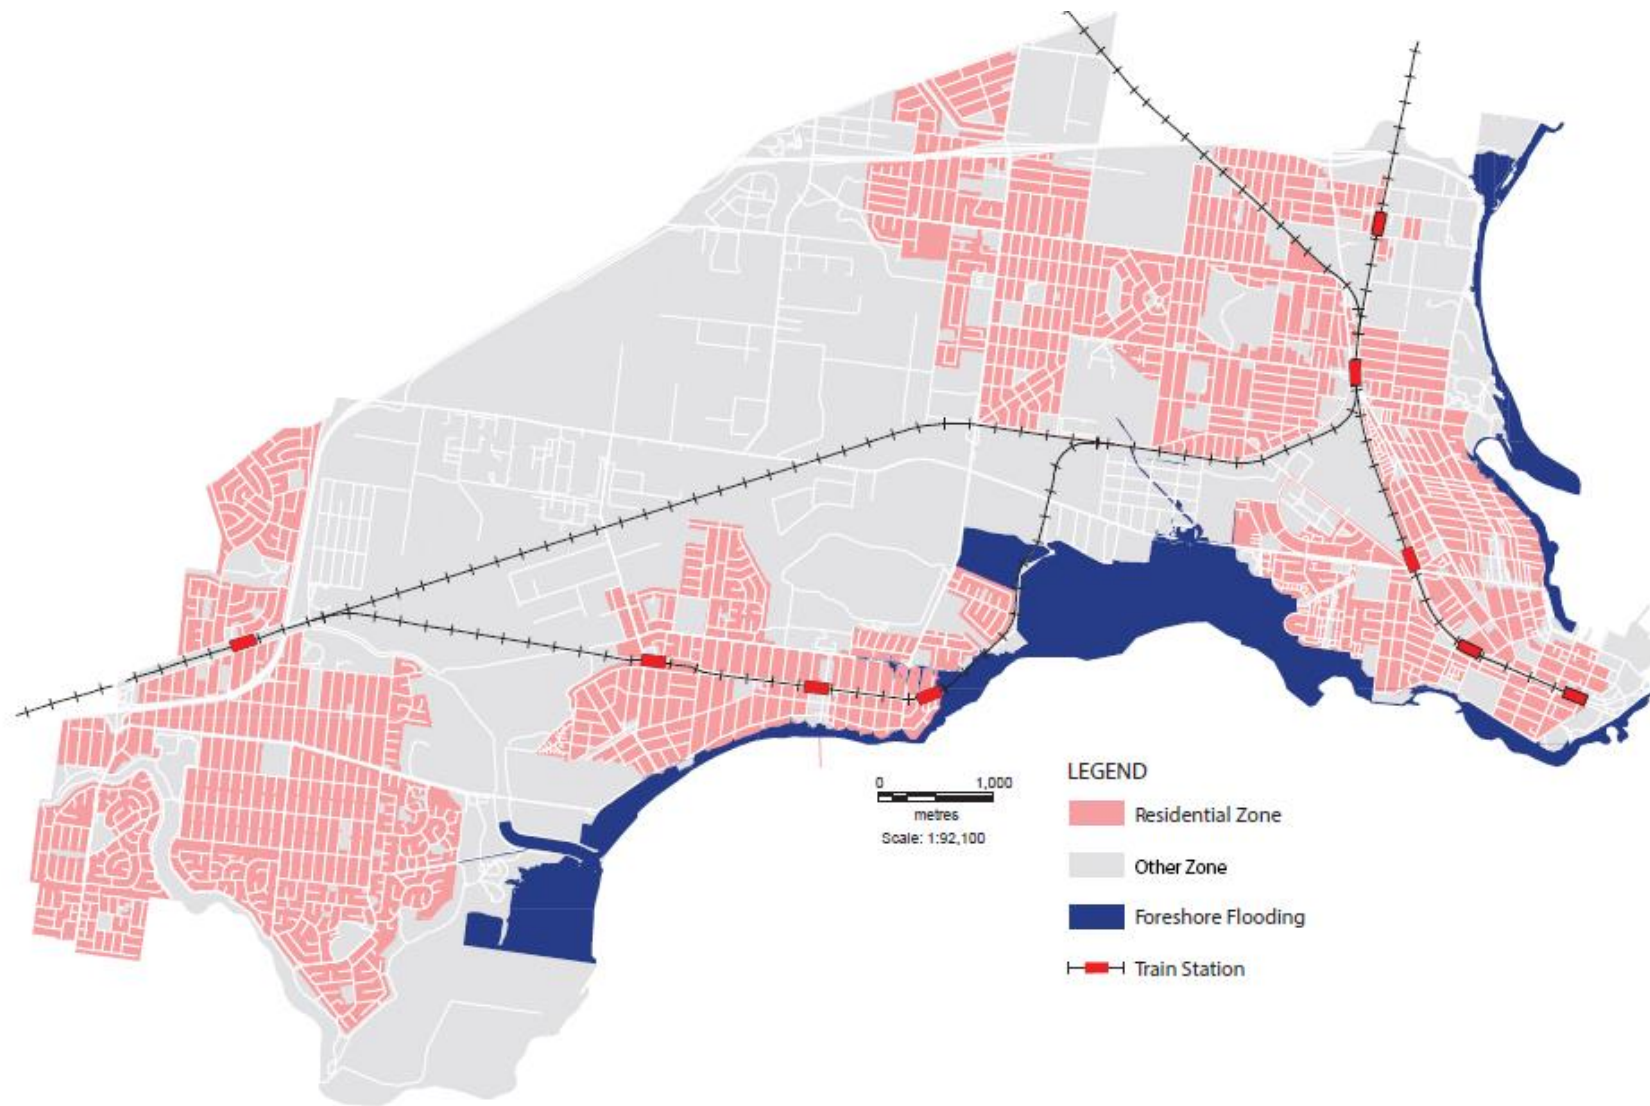 0 1,000
metres
Scale: 1:92,100
LEGEND
Residential Zone
Other Zone
Foreshore Flooding
Train Station